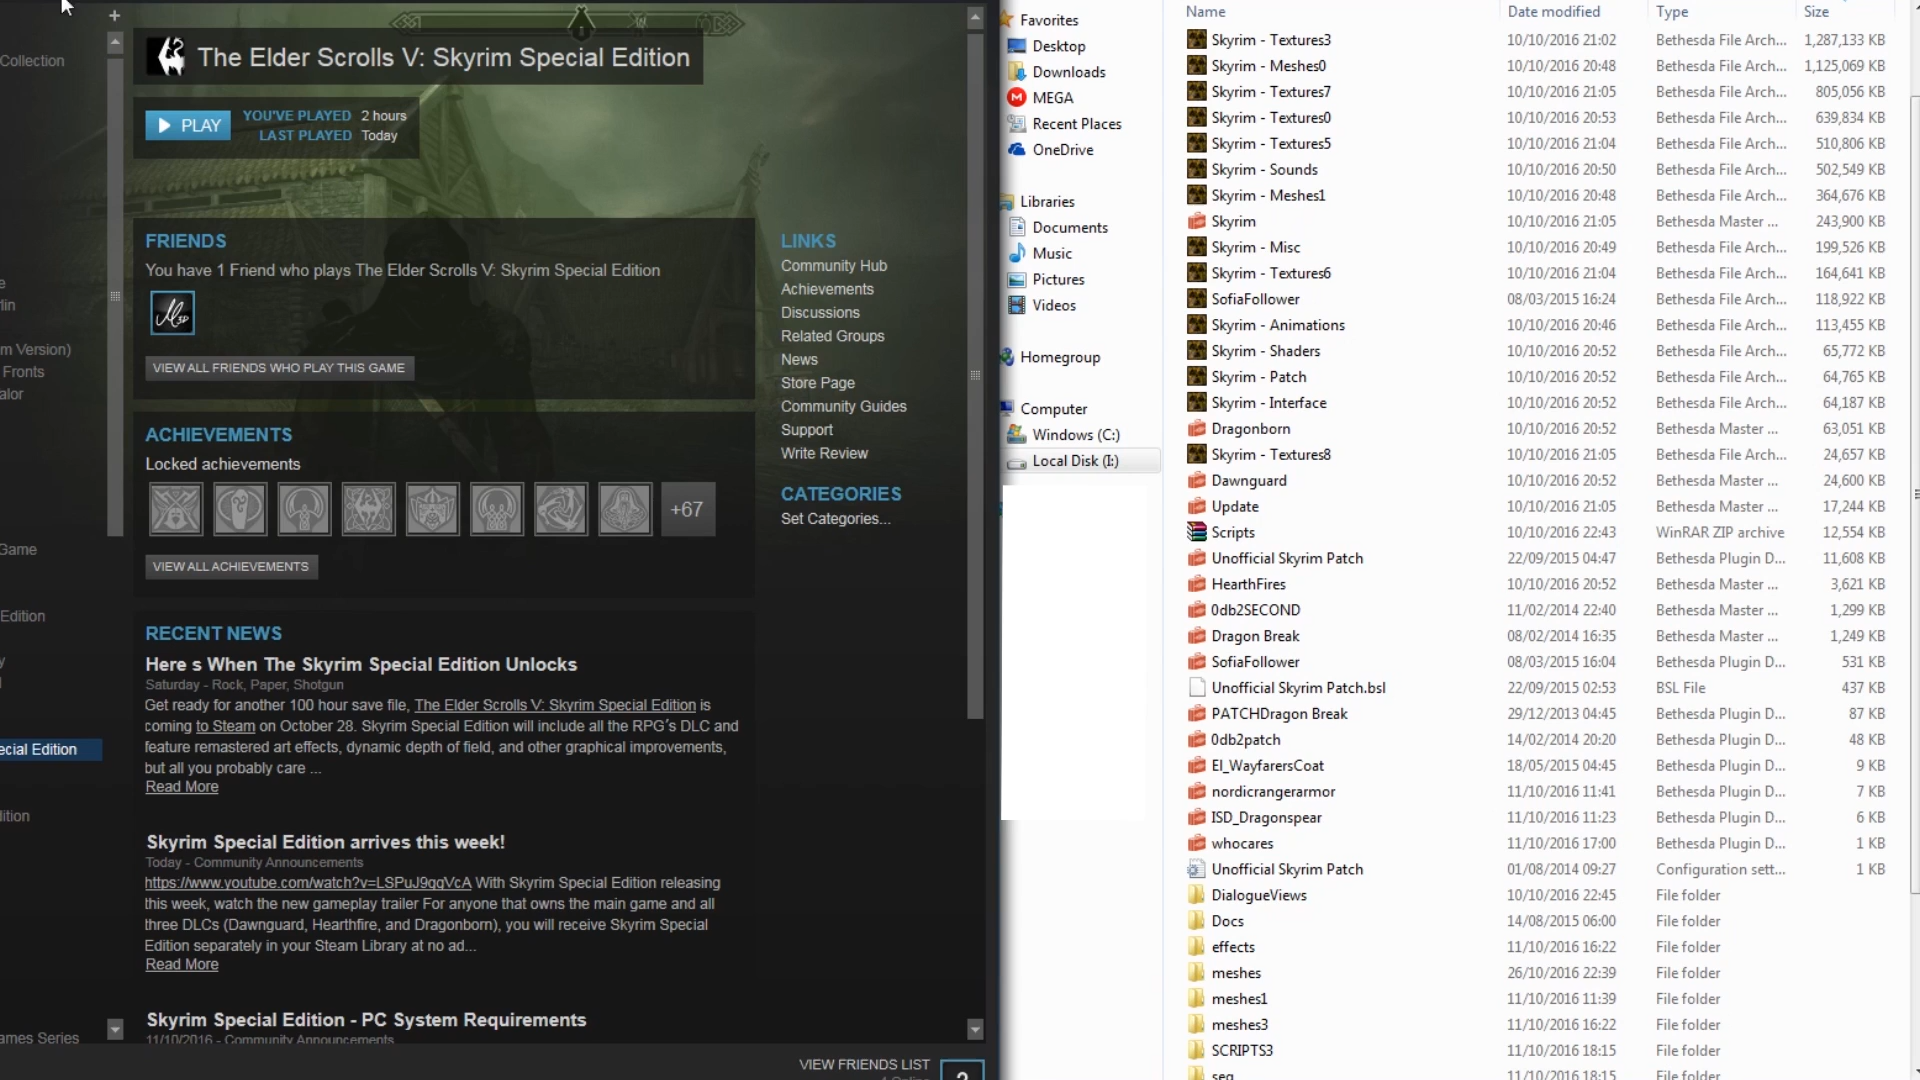 Collection
e
lin
m Version)
Fronts
alor
Game
Edition
y
l
ecial Edition
lition
ames Series
The Elder Scrolls V: Skyrim Special Edition
PLAY
YOU'VE PLAYED 2 hours
LAST PLAYED Today
FRIENDS
You have 1 Friend who plays The Elder Scrolls V: Skyrim Special Edition
VIEW ALL FRIENDS WHO PLAY THIS GAME
ACHIEVEMENTS
Locked achievements
+67
VIEW ALL ACHIEVEMENTS
RECENT NEWS
Here s When The Skyrim Special Edition Unlocks
Saturday - Rock, Paper, Shotgun
Get ready for another 100 hour save file, The Elder Scrolls V: Skyrim Special Edition is
coming to Steam on October 28. Skyrim Special Edition will include all the RPG's DLC and
feature remastered art effects, dynamic depth of field, and other graphical improvements,
but all you probably care ...
Read More
Skyrim Special Edition arrives this week!
Today - Community Announcements
https://www.youtube.com/watch?v=LSPuJ9gqVcA With Skyrim Special Edition releasing
this week, watch the new gameplay trailer For anyone that owns the main game and all
three DLCs (Dawnguard, Hearthfire, and Dragonborn), you will receive Skyrim Special
Edition separately in your Steam Library at no ad...
Read More
Skyrim Special Edition - PC System Requirements
11/10/2016 - Community Announcements
LINKS
Community Hub
Achievements
Discussions
Related Groups
News
Store Page
Community Guides
Support
Write Review
CATEGORIES
Set Categories...
VIEW FRIENDS LIST
Favorites
Desktop
Downloads
MEGA
Recent Places
OneDrive
Libraries
Documents
Music
Pictures
Videos
Homegroup
Computer
Windows (C:)
Local Disk (I:)
Name Date modified Type Size
Skyrim - Textures3 10/10/2016 21:02 Bethesda File Arch... 1,287,133 KB
Skyrim - Meshes0 10/10/2016 20:48 Bethesda File Arch... 1,125,069 KB
Skyrim - Textures7 10/10/2016 21:05 Bethesda File Arch... 805,056 KB
Skyrim - Textures0 10/10/2016 20:53 Bethesda File Arch... 639,834 KB
Skyrim - Textures5 10/10/2016 21:04 Bethesda File Arch... 510,806 KB
Skyrim - Sounds 10/10/2016 20:50 Bethesda File Arch... 502,549 KB
Skyrim - Meshes1 10/10/2016 20:48 Bethesda File Arch... 364,676 KB
Skyrim 10/10/2016 21:05 Bethesda Master ... 243,900 KB
Skyrim - Misc 10/10/2016 20:49 Bethesda File Arch... 199,526 KB
Skyrim - Textures6 10/10/2016 21:04 Bethesda File Arch... 164,641 KB
SofiaFollower 08/03/2015 16:24 Bethesda File Arch... 118,922 KB
Skyrim - Animations 10/10/2016 20:46 Bethesda File Arch... 113,455 KB
Skyrim - Shaders 10/10/2016 20:52 Bethesda File Arch... 65,772 KB
Skyrim - Patch 10/10/2016 20:52 Bethesda File Arch... 64,765 KB
Skyrim - Interface 10/10/2016 20:52 Bethesda File Arch... 64,187 KB
Dragonborn 10/10/2016 20:52 Bethesda Master ... 63,051 KB
Skyrim - Textures8 10/10/2016 21:05 Bethesda File Arch... 24,657 KB
Dawnguard 10/10/2016 20:52 Bethesda Master ... 24,600 KB
Update 10/10/2016 21:05 Bethesda Master ... 17,244 KB
Scripts 10/10/2016 22:43 WinRAR ZIP archive 12,554 KB
Unofficial Skyrim Patch 22/09/2015 04:47 Bethesda Plugin D... 11,608 KB
HearthFires 10/10/2016 20:52 Bethesda Master ... 3,621 KB
0db2SECOND 11/02/2014 22:40 Bethesda Master ... 1,299 KB
Dragon Break 08/02/2014 16:35 Bethesda Master ... 1,249 KB
SofiaFollower 08/03/2015 16:04 Bethesda Plugin D... 531 KB
Unofficial Skyrim Patch.bsl 22/09/2015 02:53 BSL File 437 KB
PATCHDragon Break 29/12/2013 04:45 Bethesda Plugin D... 87 KB
0db2patch 14/02/2014 20:20 Bethesda Plugin D... 48 KB
EI_WayfarersCoat 18/05/2015 04:45 Bethesda Plugin D... 9 KB
nordicrangerarmor 11/10/2016 11:41 Bethesda Plugin D... 7 KB
ISD_Dragonspear 11/10/2016 11:23 Bethesda Plugin D... 6 KB
whocares 11/10/2016 17:00 Bethesda Plugin D... 1 KB
Unofficial Skyrim Patch 01/08/2014 09:27 Configuration sett... 1 KB
DialogueViews 10/10/2016 22:45 File folder
Docs 14/08/2015 06:00 File folder
effects 11/10/2016 16:22 File folder
meshes 26/10/2016 22:39 File folder
meshes1 11/10/2016 11:39 File folder
meshes3 11/10/2016 16:22 File folder
SCRIPTS3 11/10/2016 18:15 File folder
seq 11/10/2016 18:15 File folder